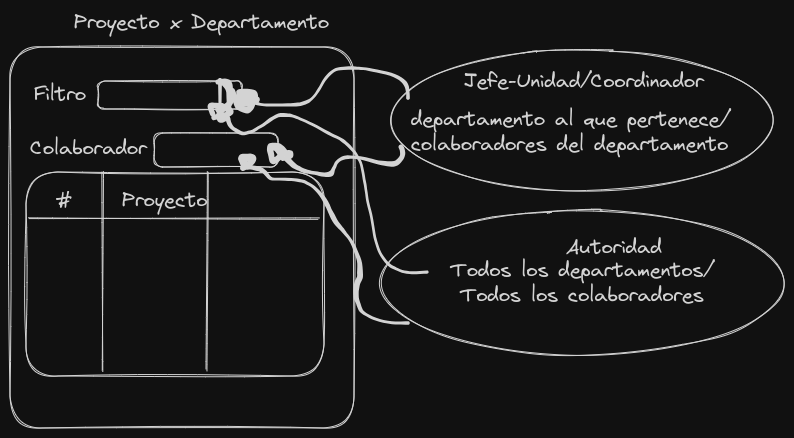 Proyecto x Departamento
Filtro
Colaborador
# Proyecto
Jefe-Unidad/Coordinador
departamento al que pertenece/
colaboradores del departamento
Autoridad
Todos los departamentos/
Todos los colaboradores